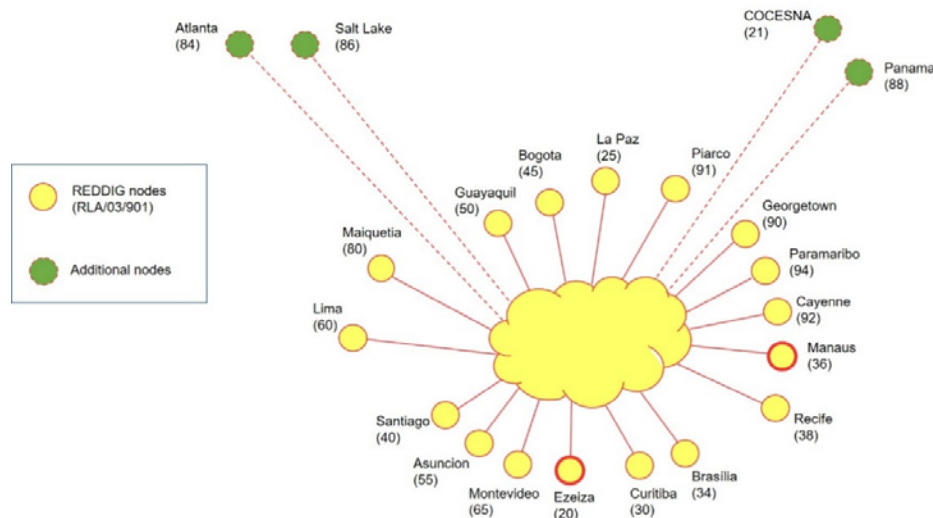 Atlanta
(84)
Salt Lake
(86)
COCESNA
(21)
Panama
(88)
La Paz
(25)
Bogota
(45)
Piarco
(91)
REDDIG nodes
(RLA/03/901)
Guayaquil
(50)
Georgetown
(90)
Maiquetia
(80)
Paramaribo
(94)
Additional nodes
Cayenne
(92)
Lima
(60)
Manaus
(36)
Santiago
(40)
Recife
(38)
Asuncion
(55)
Montevideo
(65)
Ezeiza
(20)
Curitiba
(30)
Brasília
(34)